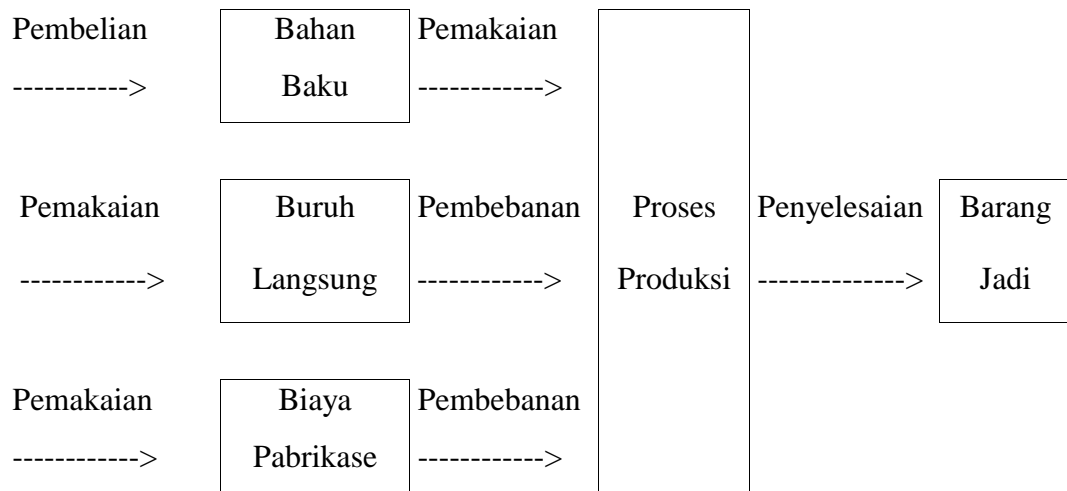 Pembelian Bahan Pemakaian
-----------> Baku ------------>
Pemakaian Buruh Pembebanan Proses Penyelesaian Barang
------------> Langsung ------------> Produksi --------------> Jadi
Pemakaian Biaya Pembebanan
------------> Pabrikase ------------>